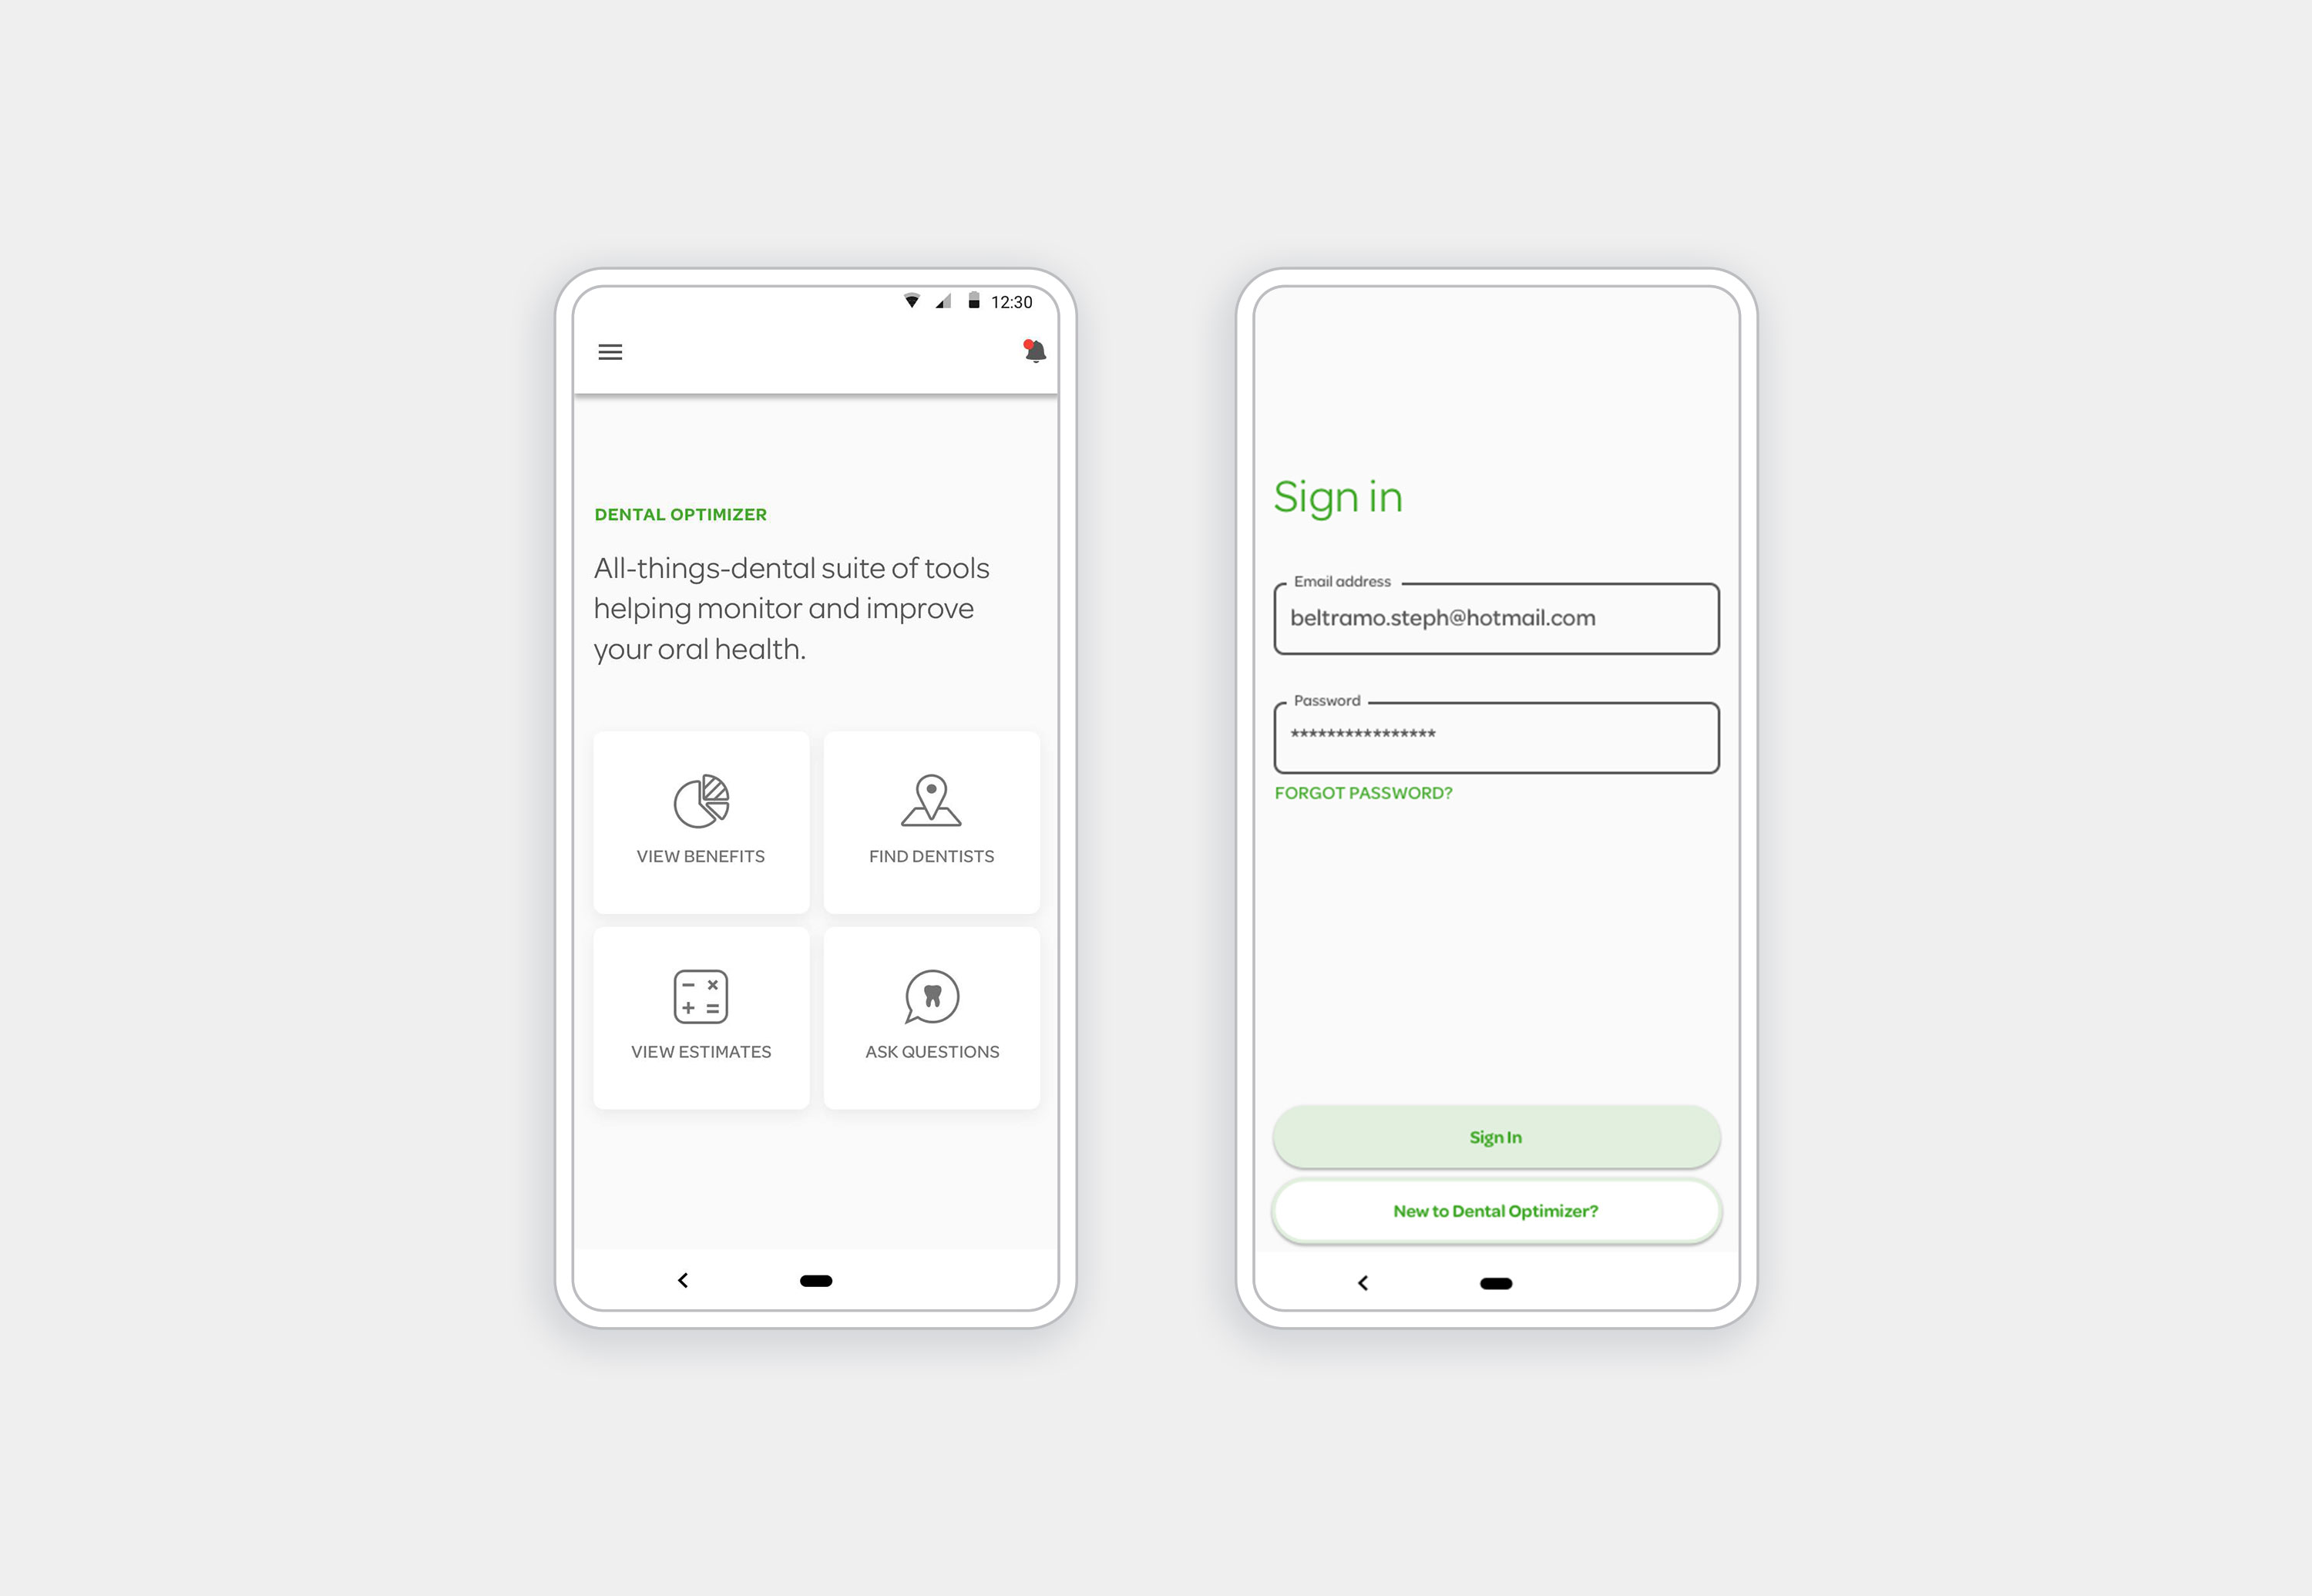 12:30
DENTAL OPTIMIZER
All-things-dental suite of tools
helping monitor and improve
your oral health.
VIEW BENEFITS
FIND DENTISTS
VIEW ESTIMATES
ASK QUESTIONS
Sign in
Email address
beltramo.steph@hotmail.com
Password
****************
FORGOT PASSWORD?
Sign In
New to Dental Optimizer?